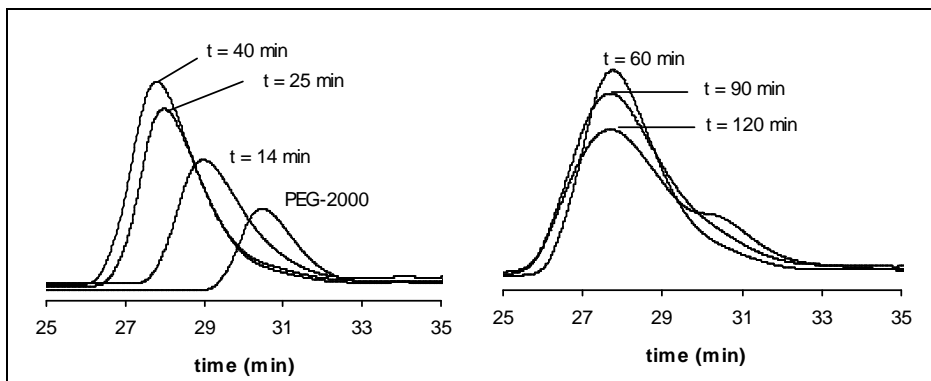 t = 40 min
t = 25 min
t = 14 min
PEG-2000
25 27 29 31 33 35
time (min)
t = 60 min
t = 90 min
t = 120 min
25 27 29 31 33 35
time (min)